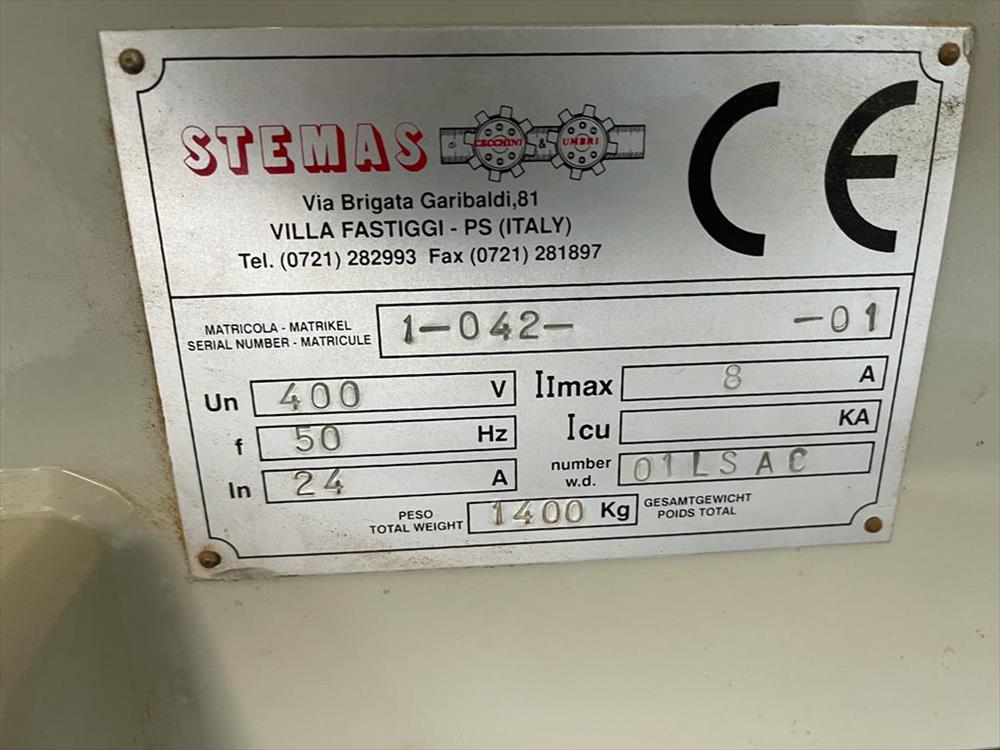 STEMAS di CECCHINI & UMBRI
CE
Via Brigata Garibaldi,81
VILLA FASTIGGI - PS (ITALY)
Tel. (0721) 282993 Fax (0721) 281897
MATRICOLA - MATRIKEL
SERIAL NUMBER - MATRICULE
1-042- -01
Un 400 V
IImax 8 A
f 50 Hz
Icu KA
In 24 A
number
w.d.
01LSAC
PESO
TOTAL WEIGHT
1400 Kg
GESAMTGEWICHT
POIDS TOTAL